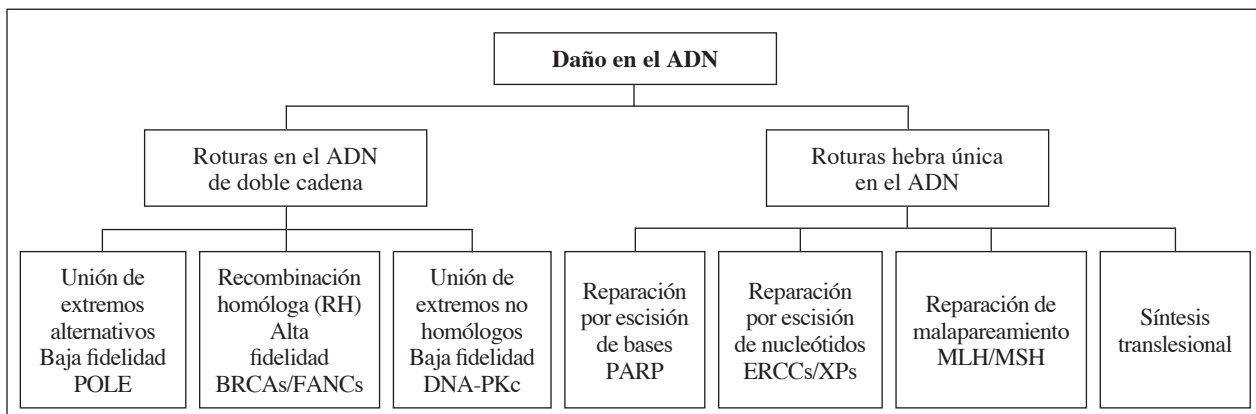 Daño en el ADN
Roturas en el ADN
de doble cadena
Roturas hebra única
en el ADN
Unión de
extremos
alternativos
Baja fidelidad
POLE
Recombinación
homóloga (RH)
Alta
fidelidad
BRCAs/FANCs
Unión de
extremos no
homólogos
Baja fidelidad
DNA-PKc
Reparación
por escisión
de bases
PARP
Reparación
por escisión
de nucleótidos
ERCCs/XPs
Reparación de
malapareamiento
MLH/MSH
Síntesis
translesional